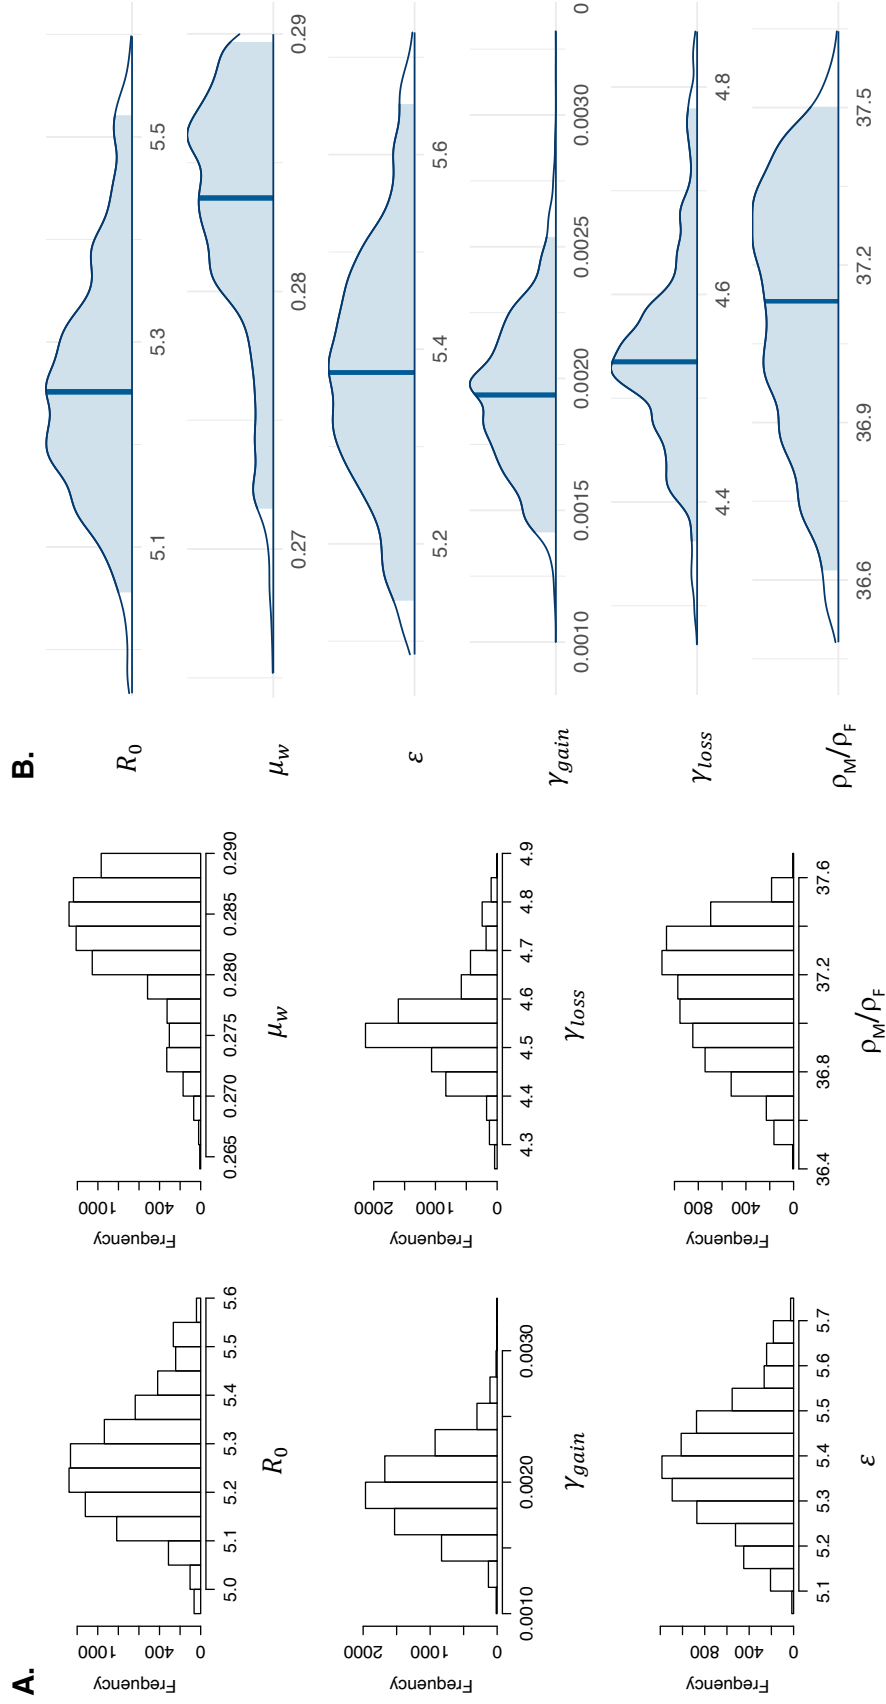 A.
Frequency
0 400 1000
5.0 5.1 5.2 5.3 5.4 5.5 5.6
R0
Frequency
0 400 1000
0.265 0.270 0.275 0.280 0.285 0.290
μw
Frequency
0 1000 2000
0.0010 0.0020 0.0030
γgain
Frequency
0 1000 2000
4.3 4.4 4.5 4.6 4.7 4.8 4.9
γloss
Frequency
0 400 800
5.1 5.2 5.3 5.4 5.5 5.6 5.7
ε
Frequency
0 400 800
36.4 36.8 37.2 37.6
ρM/ρF
B.
R0
5.1 5.3 5.5
μw
0.27 0.28 0.29
ε
5.2 5.4 5.6
γgain
0.0010 0.0015 0.0020 0.0025 0.0030 0
γloss
4.4 4.6 4.8
ρM/ρF
36.6 36.9 37.2 37.5